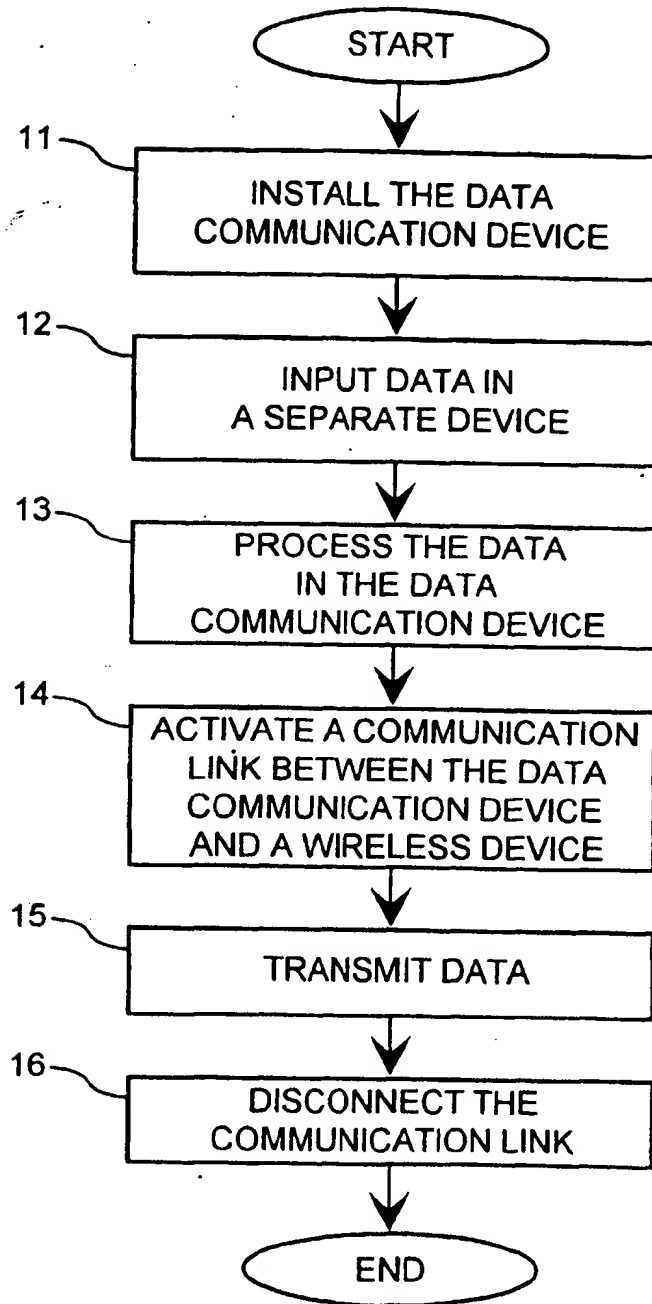 START
11
INSTALL THE DATA
COMMUNICATION DEVICE
12
INPUT DATA IN
A SEPARATE DEVICE
13
PROCESS THE DATA
IN THE DATA
COMMUNICATION DEVICE
14
ACTIVATE A COMMUNICATION
LINK BETWEEN THE DATA
COMMUNICATION DEVICE
AND A WIRELESS DEVICE
15
TRANSMIT DATA
16
DISCONNECT THE
COMMUNICATION LINK
END